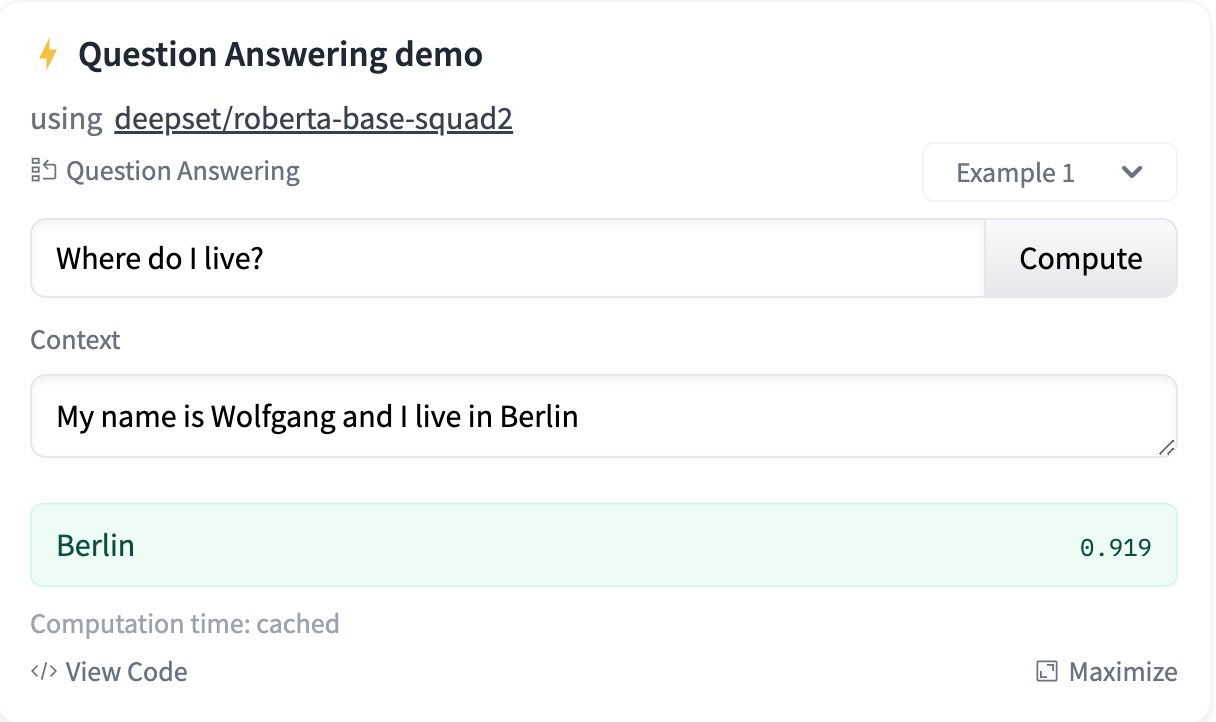 Question Answering demo
using deepset/roberta-base-squad2
Question Answering
Example 1
Where do I live?
Compute
Context
My name is Wolfgang and I live in Berlin
Berlin 0.919
Computation time: cached
</> View Code
Maximize